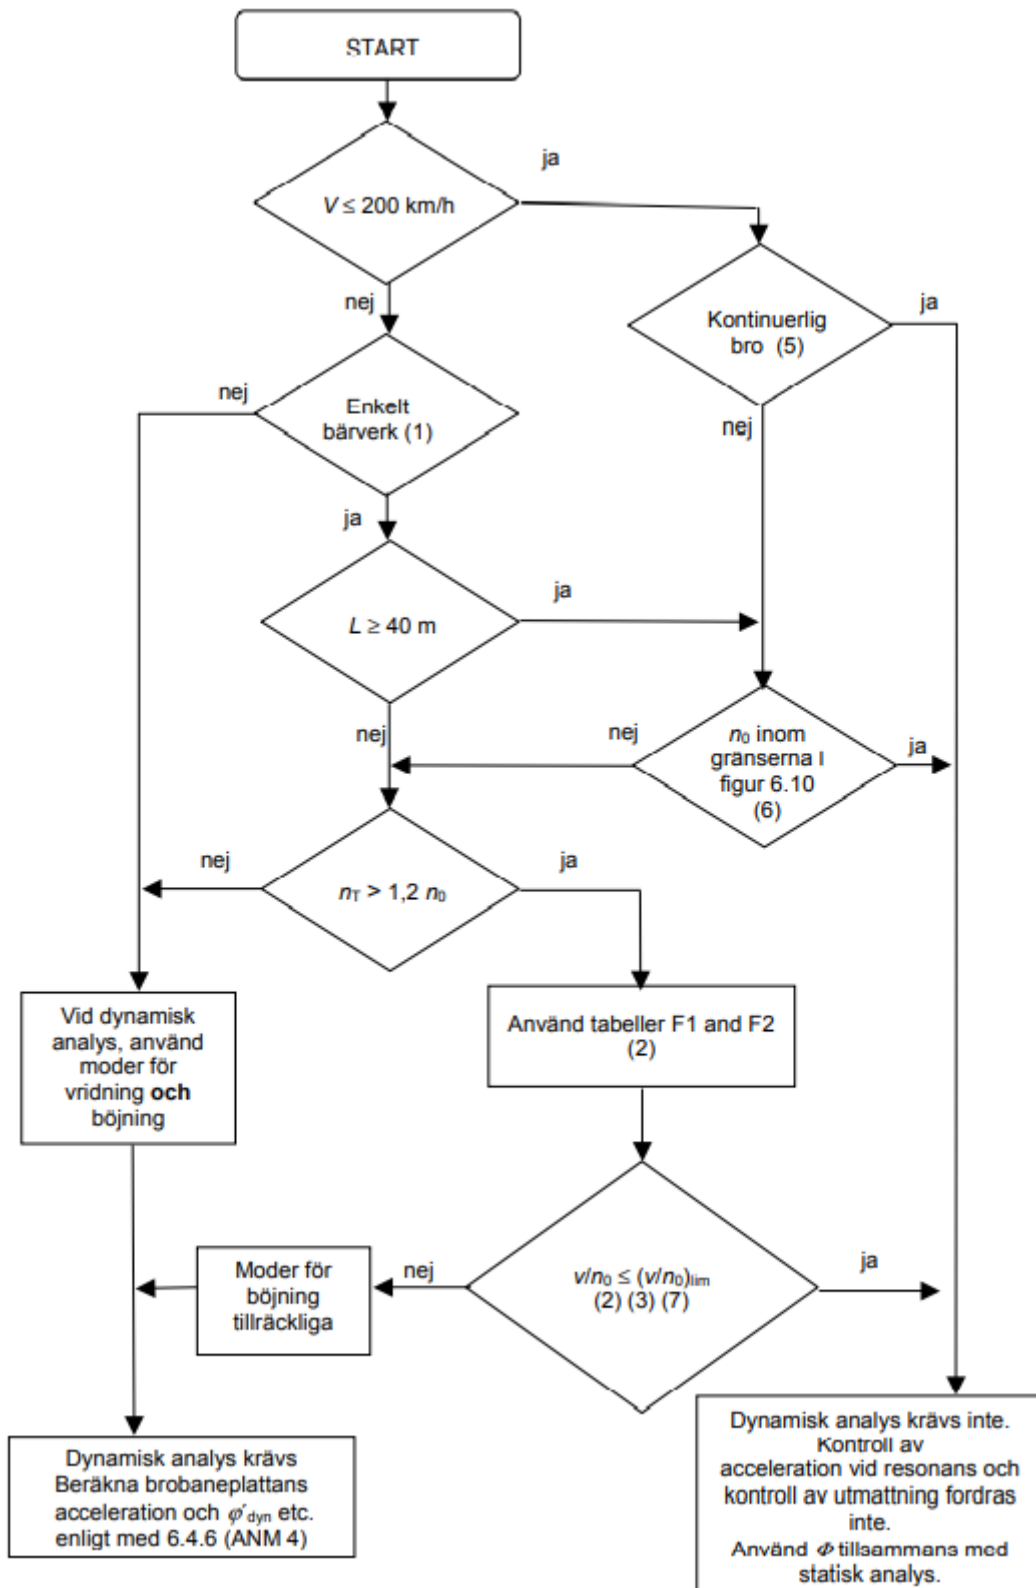 START
ja
V ≤ 200 km/h
nej
Kontinuerlig
bro (5)
ja
nej
Enkelt
bärverk (1)
nej
ja
L ≥ 40 m
ja
nej
nej
n₀ inom
gränserna I
figur 6.10
(6)
ja
nej
ja
nT > 1,2 n₀
Vid dynamisk
analys, använd
moder för
vridning och
böjning
Använd tabeller F1 and F2
(2)
Moder för
böjning
tillräckliga
nej
v/n₀ ≤ (v/n₀)lim
(2) (3) (7)
ja
Dynamisk analys krävs
Beräkna brobaneplattans
acceleration och φ′dyn etc.
enligt med 6.4.6 (ANM 4)
Dynamisk analys krävs inte.
Kontroll av
acceleration vid resonans och
kontroll av utmattning fordras
inte.
Använd Φ tillsammans med
statisk analys.